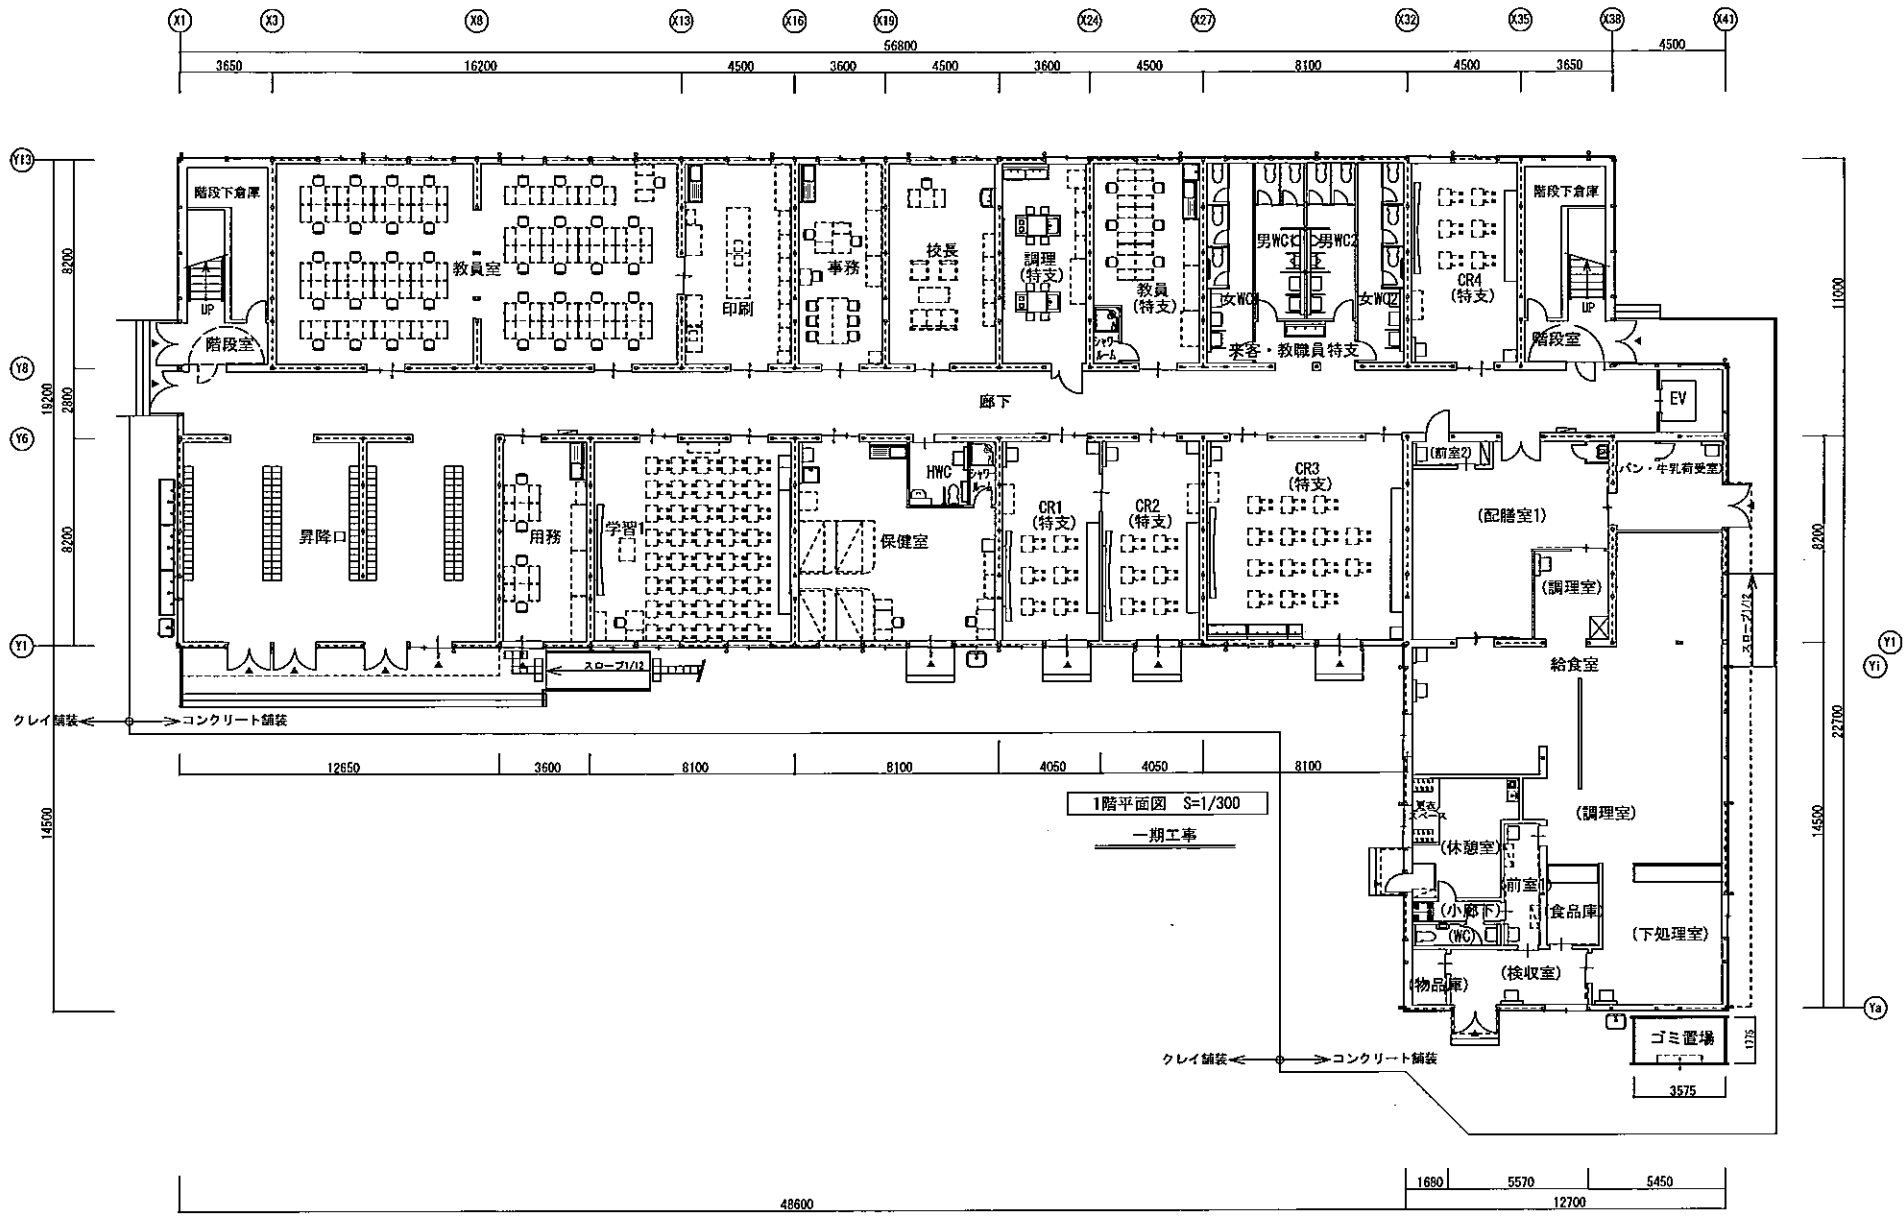 X1 X3 X8 X13 X16 X19 X24 X27 X32 X35 X38 X41
56800 4500
3650 16200 4500 3600 4500 3600 4500 8100 4500 3650
Y13
階段下倉庫
UP
階段室
教員室
印刷
事務
校長
調理
(特支)
教員
(特支)
シャワー
ルーム
女WC1
男WC1
男WC2
女WC2
来客・教職員特支
CR4
(特支)
階段下倉庫
UP
階段室
8200
11000
Y8
19200
2800
廊下
EV
Y6
昇降口
用務
学習1
保健室
HWC
シャワー
ルーム
CR1
(特支)
CR2
(特支)
CR3
(特支)
(前室2)
(配膳室1)
パン・牛乳荷受室)
(調理室)
8200
8200
スロープ1/12
Y1
Y1
Yi
スロープ1/12
給食室
クレイ舗装
コンクリート舗装
22700
12650 3600 8100 8100 4050 4050 8100
1階平面図 S=1/300
一期工事
14500
14500
更衣
スペース
(調理室)
(休憩室)
前室1
(小廊下)
(食品庫)
(WC)
(下処理室)
(物品庫)
(検収室)
Ya
ゴミ置場
1775
3575
クレイ舗装
コンクリート舗装
1680 5570 5450
48600 12700